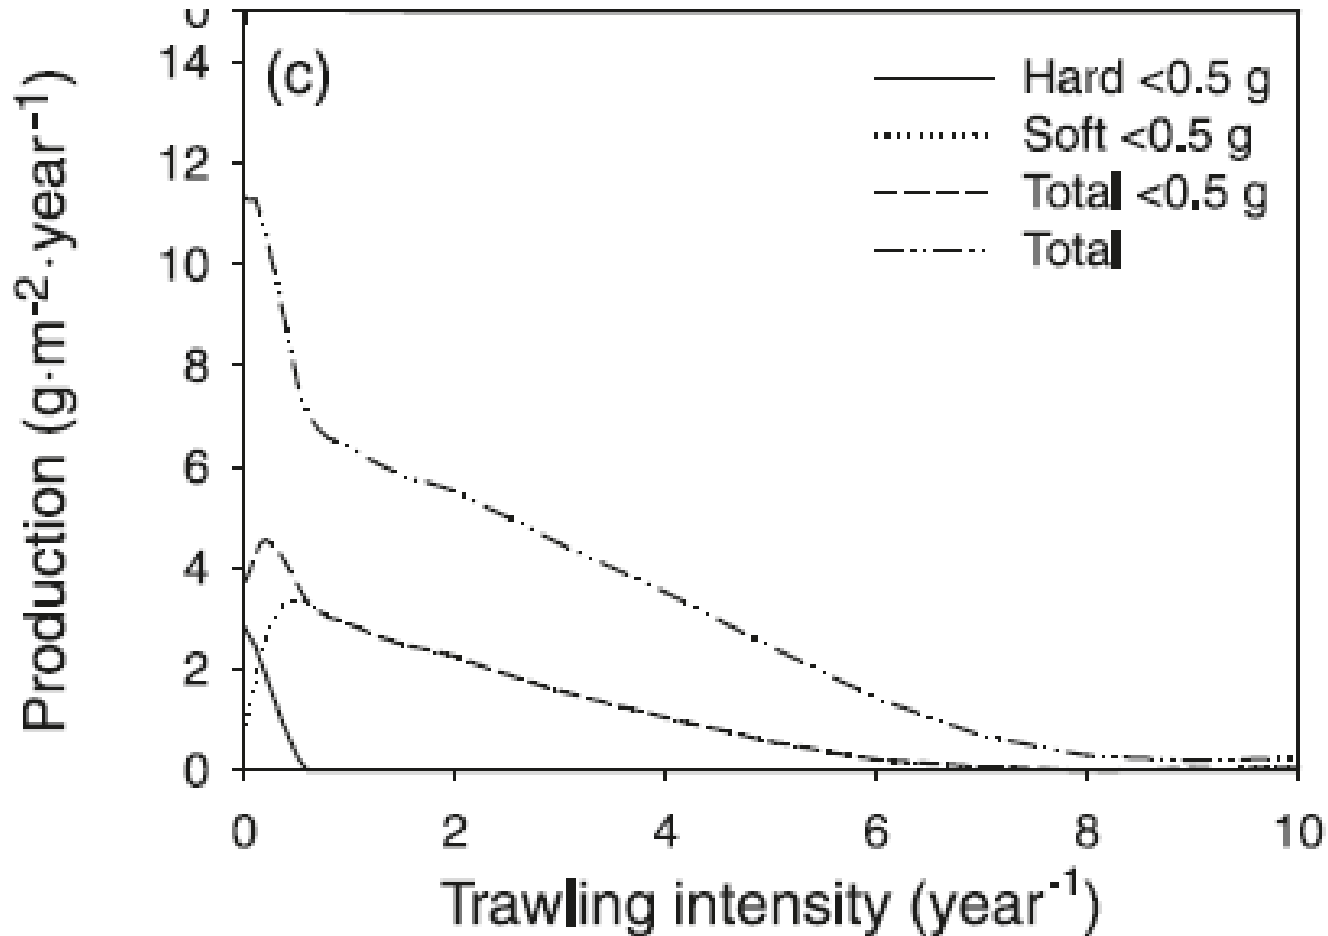 14
12
10
8
6
4
2
0
Production (g·m⁻²·year⁻¹)
(c)
Hard <0.5 g
Soft <0.5 g
Total <0.5 g
Total
0 2 4 6 8 10
Trawling intensity (year⁻¹)